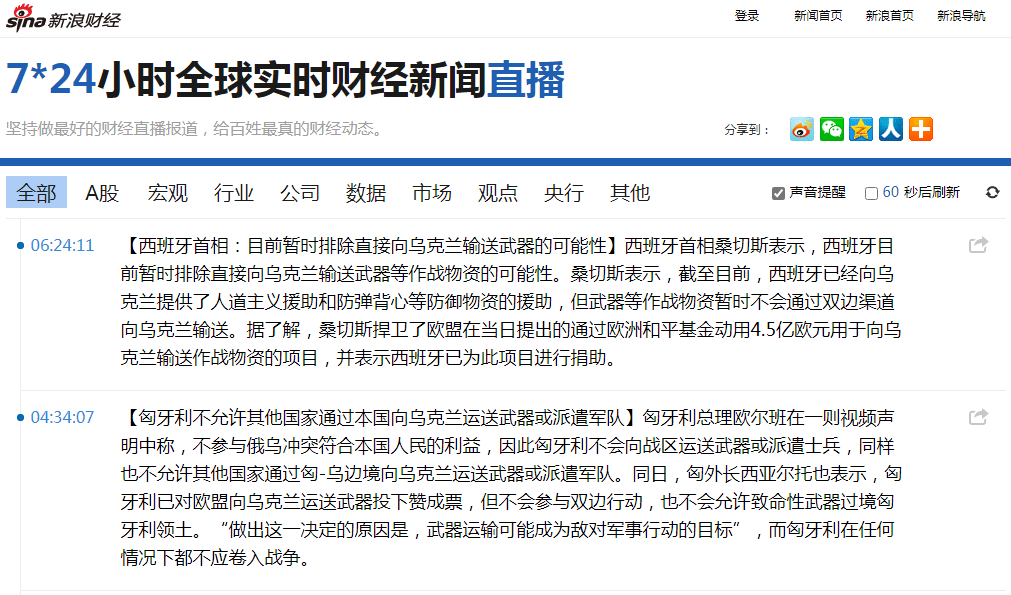 sina新浪财经
登录 新闻首页 新浪首页 新浪导航
7*24小时全球实时财经新闻直播
坚持做最好的财经直播报道，给百姓最真的财经动态。
分享到：
全部 A股 宏观 行业 公司 数据 市场 观点 央行 其他
声音提醒 60 秒后刷新
06:24:11
【西班牙首相：目前暂时排除直接向乌克兰输送武器的可能性】西班牙首相桑切斯表示，西班牙目
前暂时排除直接向乌克兰输送武器等作战物资的可能性。桑切斯表示，截至目前，西班牙已经向乌
克兰提供了人道主义援助和防弹背心等防御物资的援助，但武器等作战物资暂时不会通过双边渠道
向乌克兰输送。据了解，桑切斯捍卫了欧盟在当日提出的通过欧洲和平基金动用4.5亿欧元用于向乌
克兰输送作战物资的项目，并表示西班牙已为此项目进行捐助。
04:34:07
【匈牙利不允许其他国家通过本国向乌克兰运送武器或派遣军队】匈牙利总理欧尔班在一则视频声
明中称，不参与俄乌冲突符合本国人民的利益，因此匈牙利不会向战区运送武器或派遣士兵，同样
也不允许其他国家通过匈-乌边境向乌克兰运送武器或派遣军队。同日，匈外长西亚尔托也表示，匈
牙利已对欧盟向乌克兰运送武器投下赞成票，但不会参与双边行动，也不会允许致命性武器过境匈
牙利领土。“做出这一决定的原因是，武器运输可能成为敌对军事行动的目标”，而匈牙利在任何
情况下都不应卷入战争。